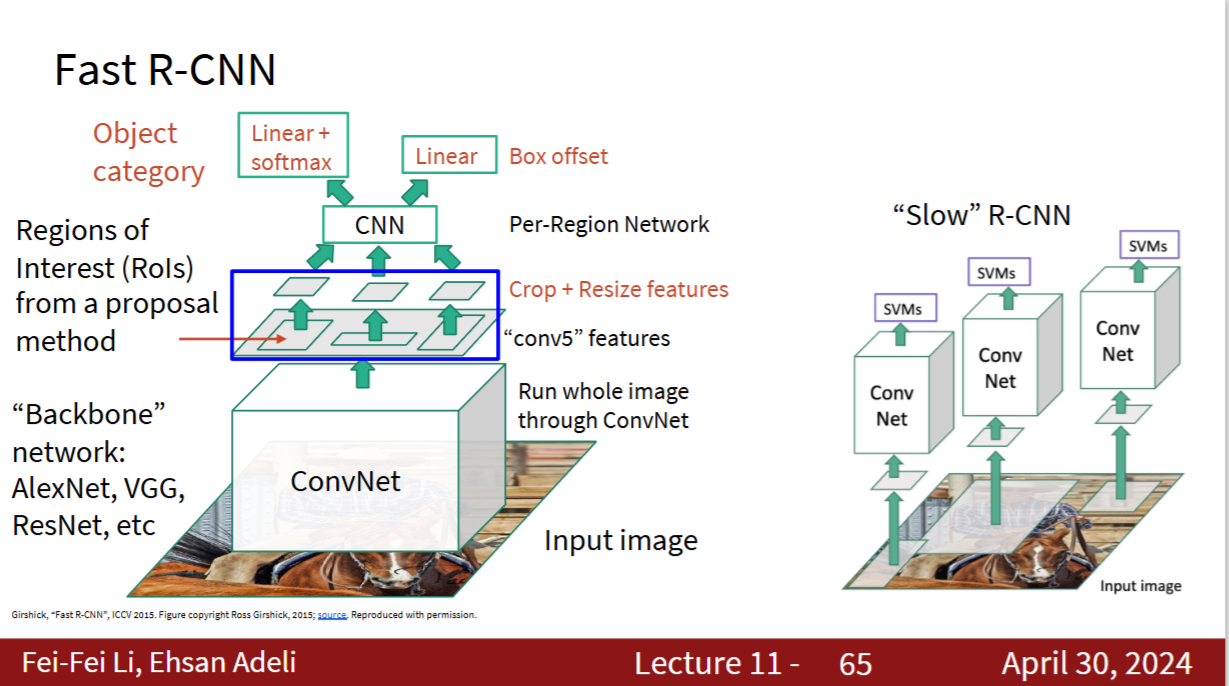 Fast R-CNN
Object
category
Linear +
softmax
Linear
Box offset
CNN
Per-Region Network
Regions of
Interest (RoIs)
from a proposal
method
Crop + Resize features
“conv5” features
“Backbone”
network:
AlexNet, VGG,
ResNet, etc
Run whole image
through ConvNet
ConvNet
Input image
“Slow” R-CNN
SVMs
SVMs
SVMs
Conv
Net
Conv
Net
Conv
Net
Input image
Girshick, “Fast R-CNN”, ICCV 2015. Figure copyright Ross Girshick, 2015; source. Reproduced with permission.
Fei-Fei Li, Ehsan Adeli
Lecture 11 - 65
April 30, 2024